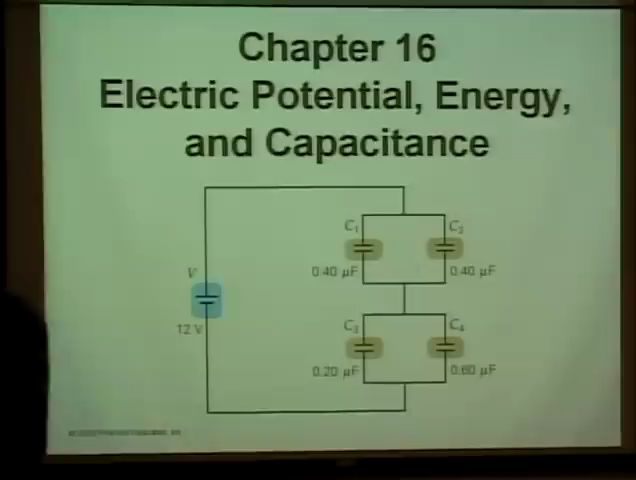 Chapter 16
Electric Potential, Energy,
and Capacitance
C₁ C₂
V 0.40 µF 0.40 µF
12 V C₃ C₄
0.20 µF 0.60 µF